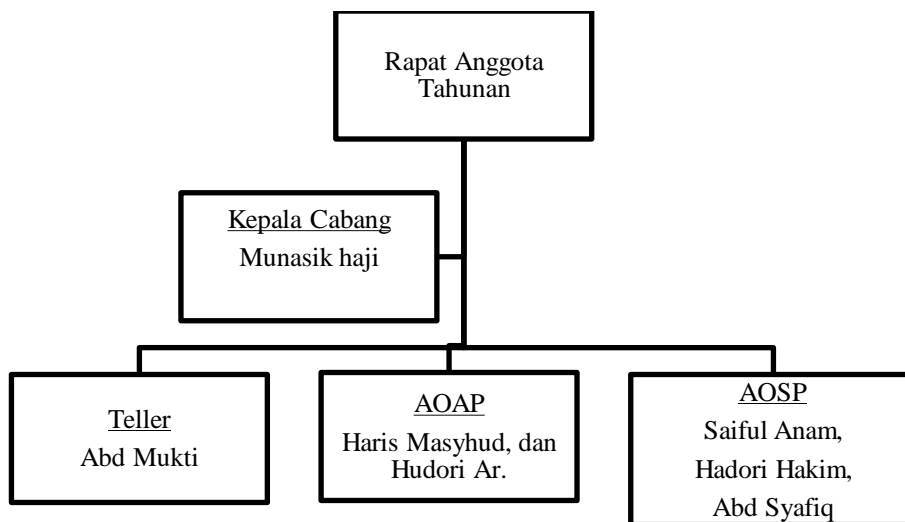 Rapat Anggota
Tahunan
Kepala Cabang
Munasik haji
Teller
Abd Mukti
AOAP
Haris Masyhud, dan
Hudori Ar.
AOSP
Saiful Anam,
Hadori Hakim,
Abd Syafiq